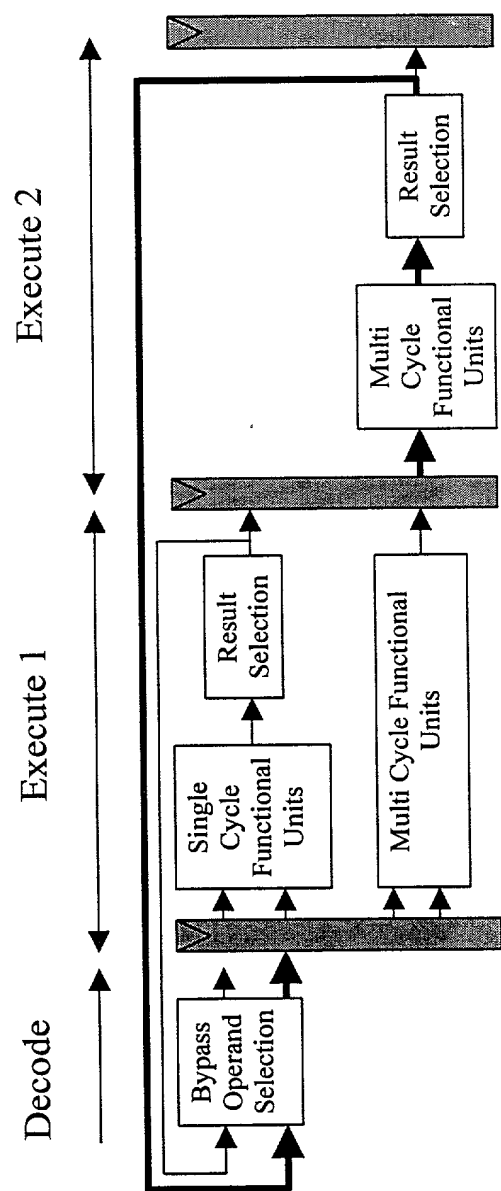 Decode
Execute 1
Execute 2
Bypass
Operand
Selection
Single
Cycle
Functional
Units
Result
Selection
Multi Cycle Functional
Units
Multi
Cycle
Functional
Units
Result
Selection